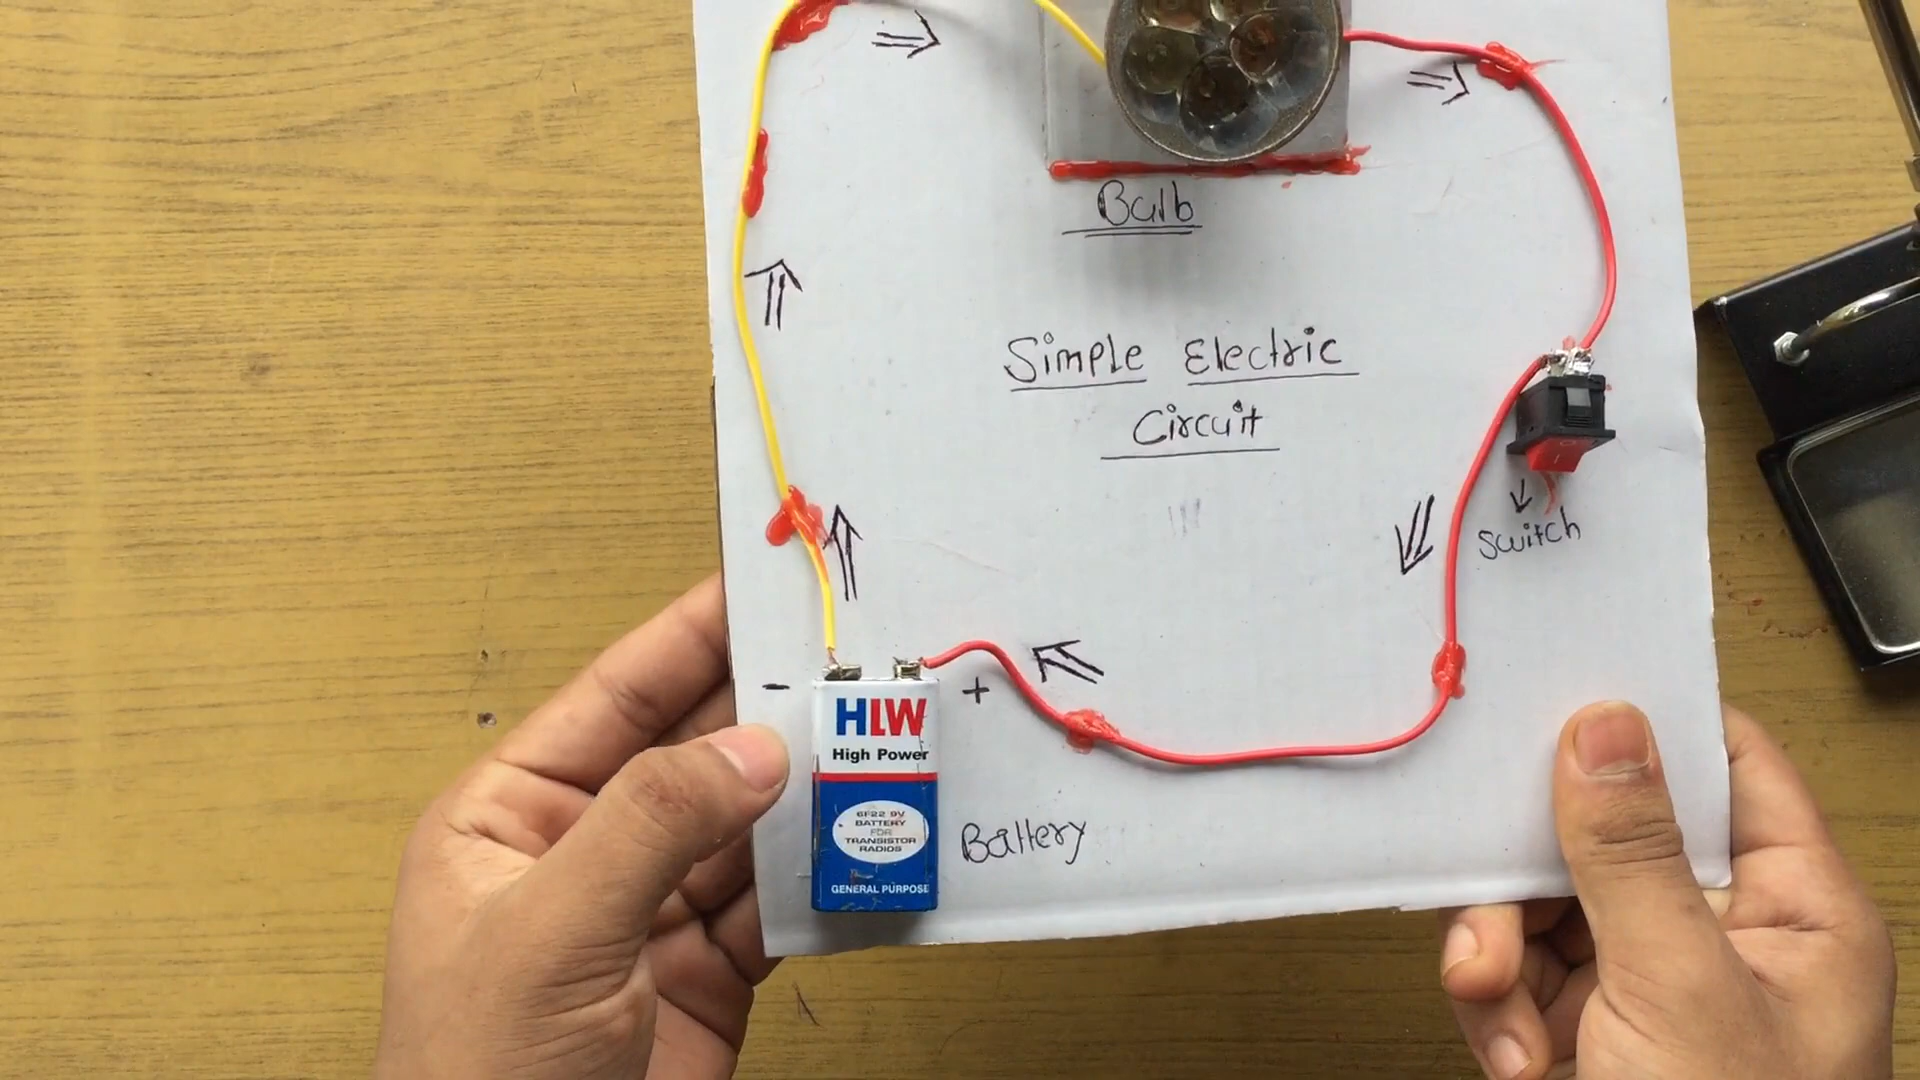 Bulb
Simple Electric
Circuit
Switch
- +
HLW
High Power
6F22 9V
BATTERY
FOR
TRANSISTOR
RADIOS
GENERAL PURPOSE
Battery